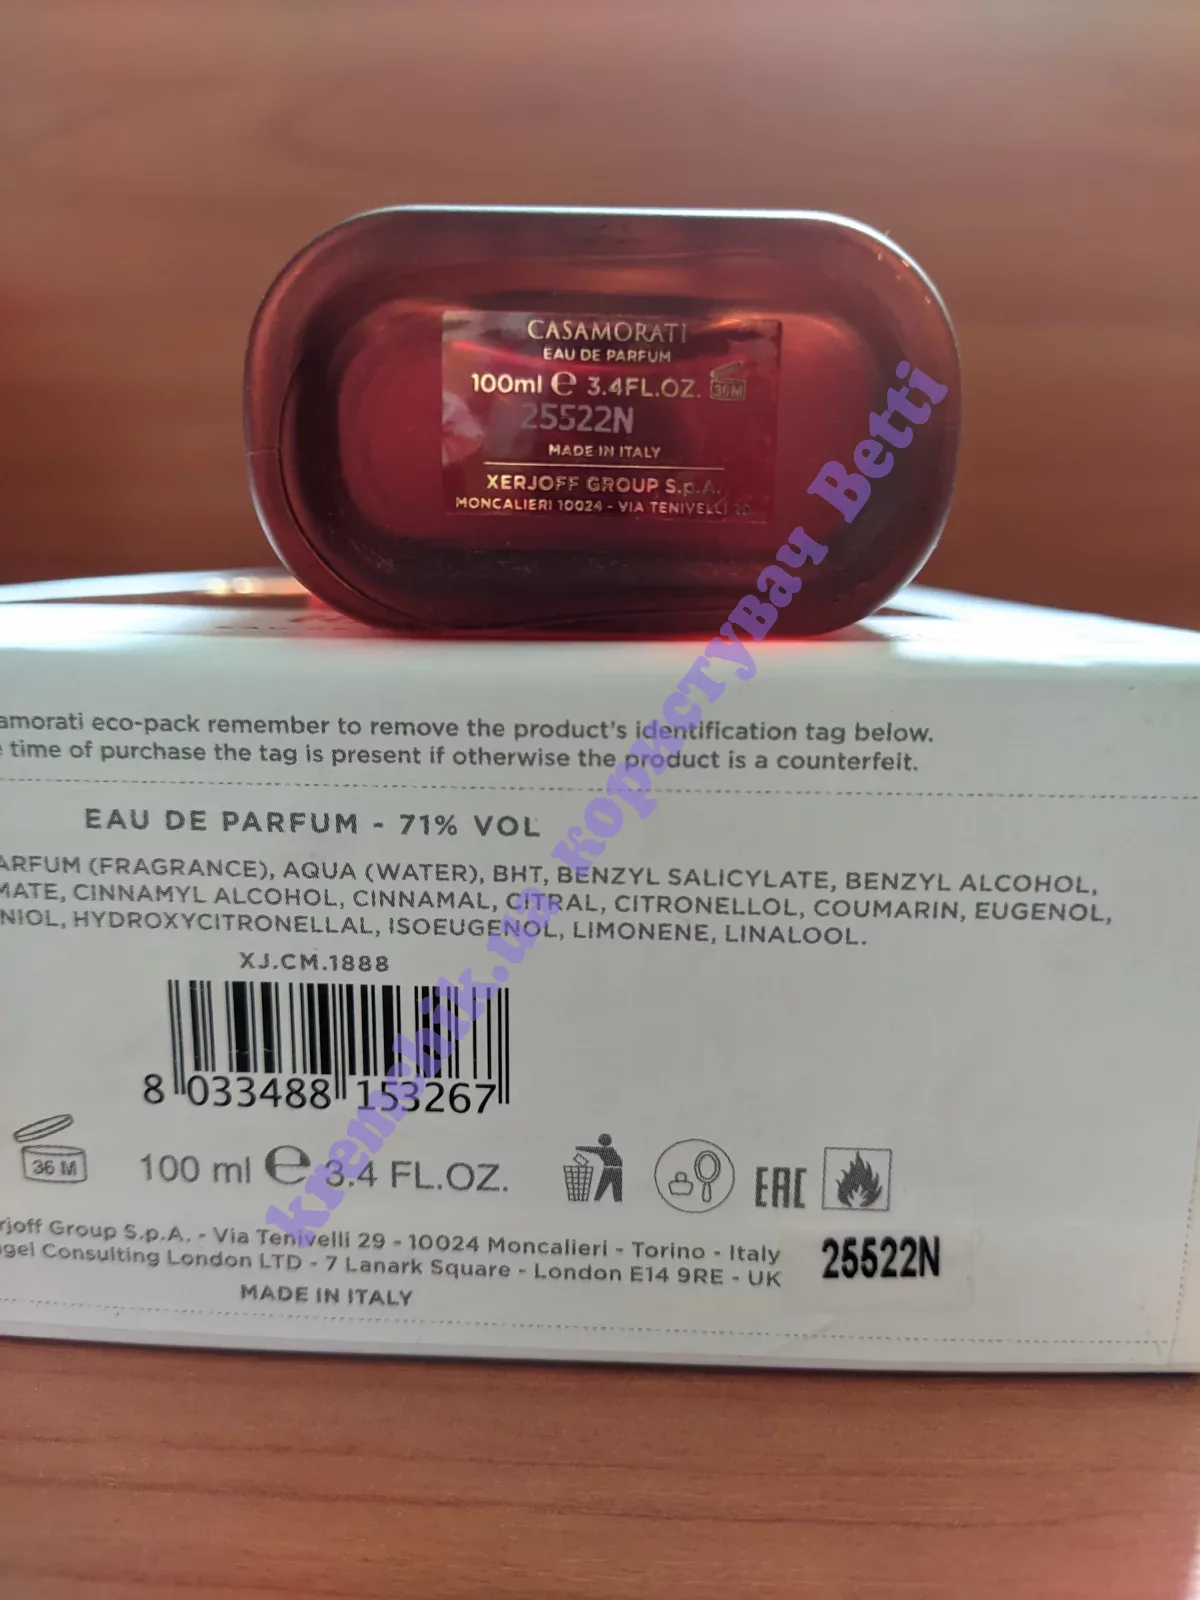 CASAMORATI
EAU DE PARFUM
100ml e 3.4FL.OZ. 36M
25522N
MADE IN ITALY
XERJOFF GROUP S.p.A.
MONCALIERI 10024 - VIA TENIVELLI
amorati eco-pack remember to remove the product's identification tag below.
time of purchase the tag is present if otherwise the product is a counterfeit.
EAU DE PARFUM - 71% VOL
ARFUM (FRAGRANCE), AQUA (WATER), BHT, BENZYL SALICYLATE, BENZYL ALCOHOL,
MATE, CINNAMYL ALCOHOL, CINNAMAL, CITRAL, CITRONELLOL, COUMARIN, EUGENOL,
NIOL, HYDROXYCITRONELLAL, ISOEUGENOL, LIMONENE, LINALOOL.
XJ.CM.1888
8 033488 153267
36 M
100 ml e 3.4 FL.OZ.
EAC
rjoff Group S.p.A. - Via Tenivelli 29 - 10024 Moncalieri - Torino - Italy
gel Consulting London LTD - 7 Lanark Square - London E14 9RE - UK
25522N
MADE IN ITALY
kremchik.ua користувач Betti